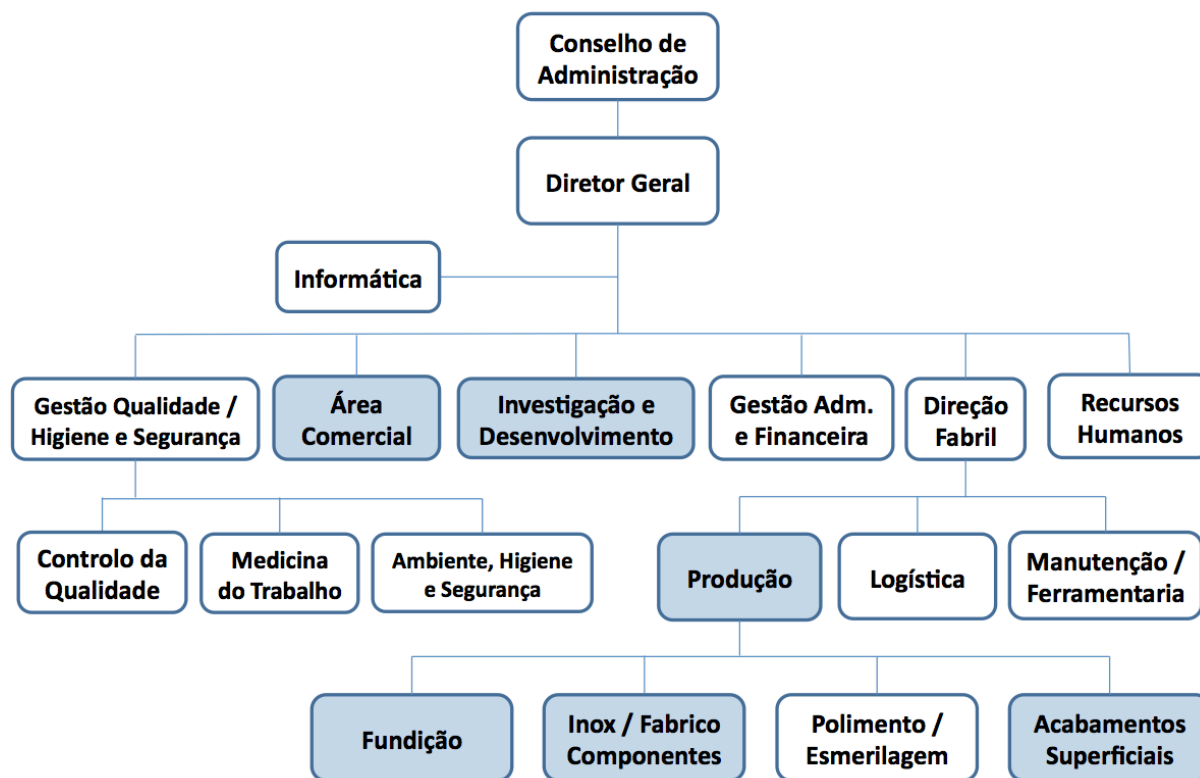 Conselho de
Administração
Diretor Geral
Informática
Gestão Qualidade /
Higiene e Segurança
Área
Comercial
Investigação e
Desenvolvimento
Gestão Adm.
e Financeira
Direção
Fabril
Recursos
Humanos
Controlo da
Qualidade
Medicina
do Trabalho
Ambiente, Higiene
e Segurança
Produção
Logística
Manutenção /
Ferramentaria
Fundição
Inox / Fabrico
Componentes
Polimento /
Esmerilagem
Acabamentos
Superficiais